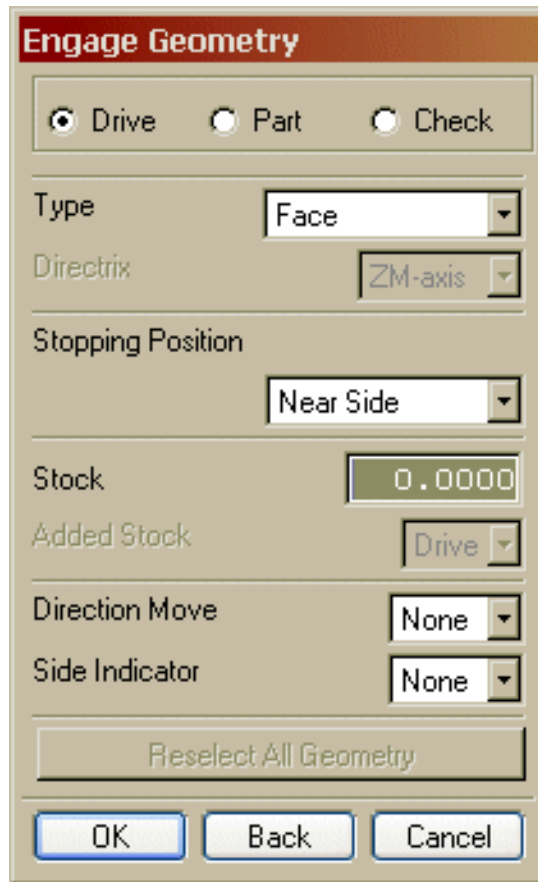 Engage Geometry
Drive Part Check
Type Face
Directrix ZM-axis
Stopping Position
Near Side
Stock 0.0000
Added Stock Drive
Direction Move None
Side Indicator None
Reselect All Geometry
OK Back Cancel